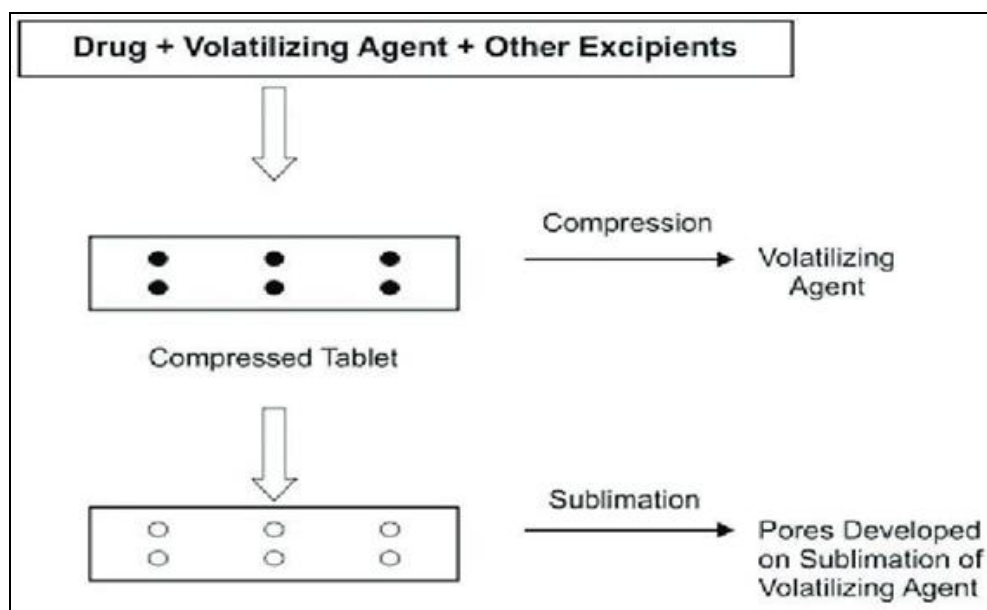 Drug + Volatilizing Agent + Other Excipients
Compression
Volatilizing
Agent
Compressed Tablet
Sublimation
Pores Developed
on Sublimation of
Volatilizing Agent